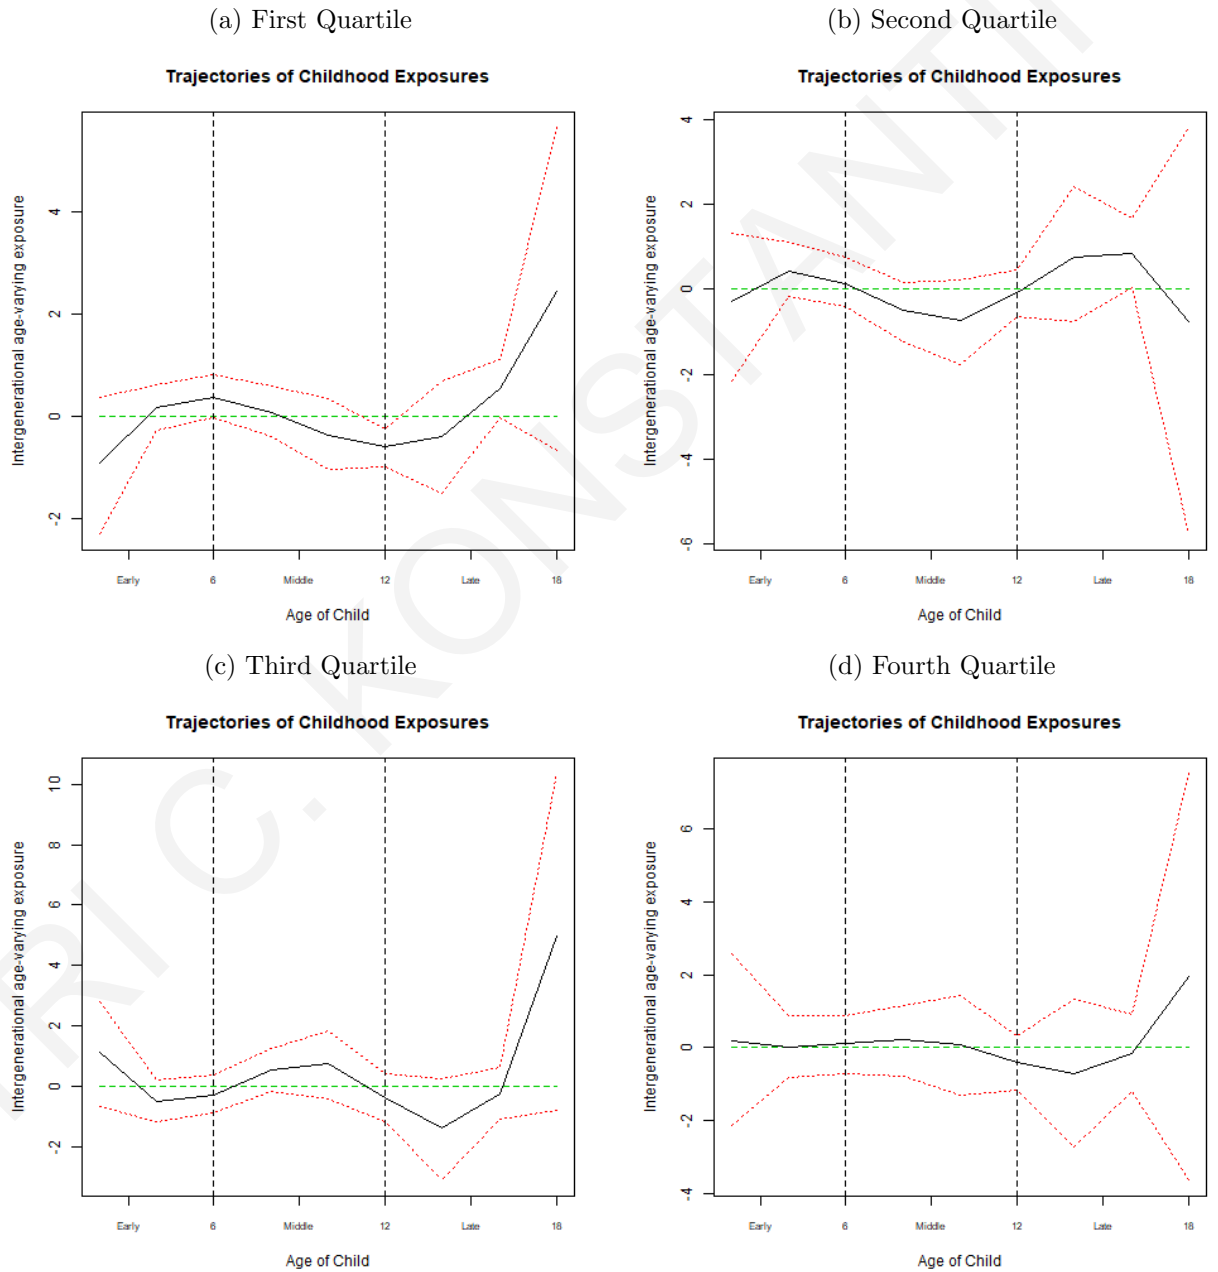 (a) First Quartile
Trajectories of Childhood Exposures
Intergenerational age-varying exposure
4
2
0
-2
Early 6 Middle 12 Late 18
Age of Child
(b) Second Quartile
Trajectories of Childhood Exposures
Intergenerational age-varying exposure
4
2
0
-2
-4
-6
Early 6 Middle 12 Late 18
Age of Child
(c) Third Quartile
Trajectories of Childhood Exposures
Intergenerational age-varying exposure
10
8
6
4
2
0
-2
Early 6 Middle 12 Late 18
Age of Child
(d) Fourth Quartile
Trajectories of Childhood Exposures
Intergenerational age-varying exposure
6
4
2
0
-2
-4
Early 6 Middle 12 Late 18
Age of Child
C. KONSTANTI